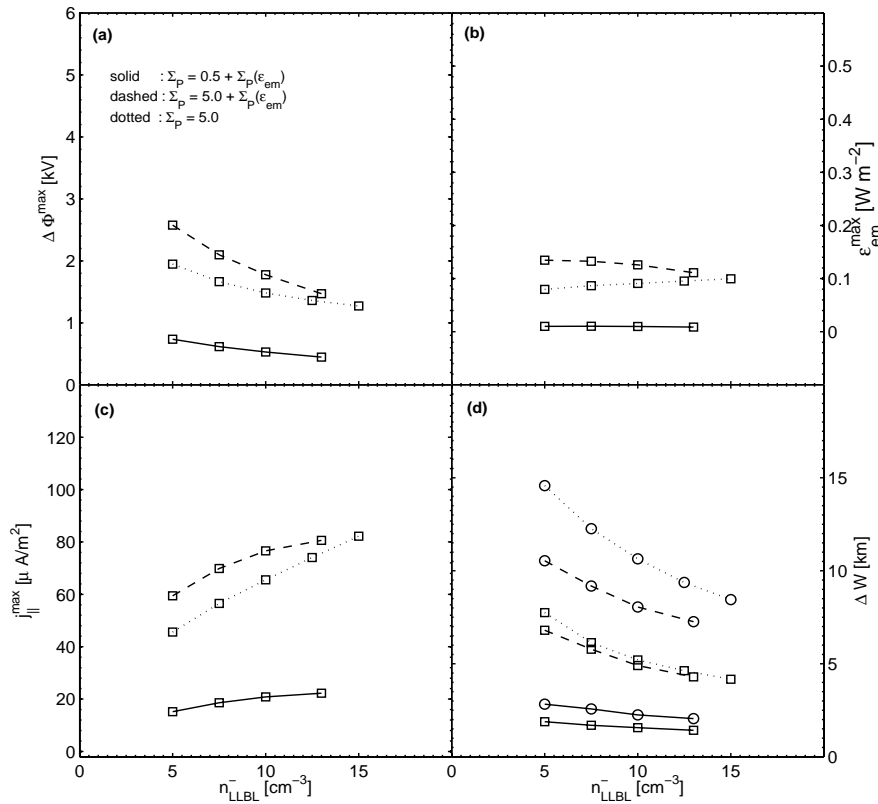 (a)
solid : Σ_P = 0.5 + Σ_P(ε_em)
dashed : Σ_P = 5.0 + Σ_P(ε_em)
dotted : Σ_P = 5.0
Δ Φ^max [kV]
6
5
4
3
2
1
0
(b)
0.5
0.4
0.3
0.2
0.1
0
ε_em^max [W m^−2]
(c)
j_||^max [μ A/m^2]
120
100
80
60
40
20
0
0 5 10 15
n_LLBL^− [cm^−3]
(d)
15
10
5
0
Δ W [km]
0 5 10 15
n_LLBL^− [cm^−3]